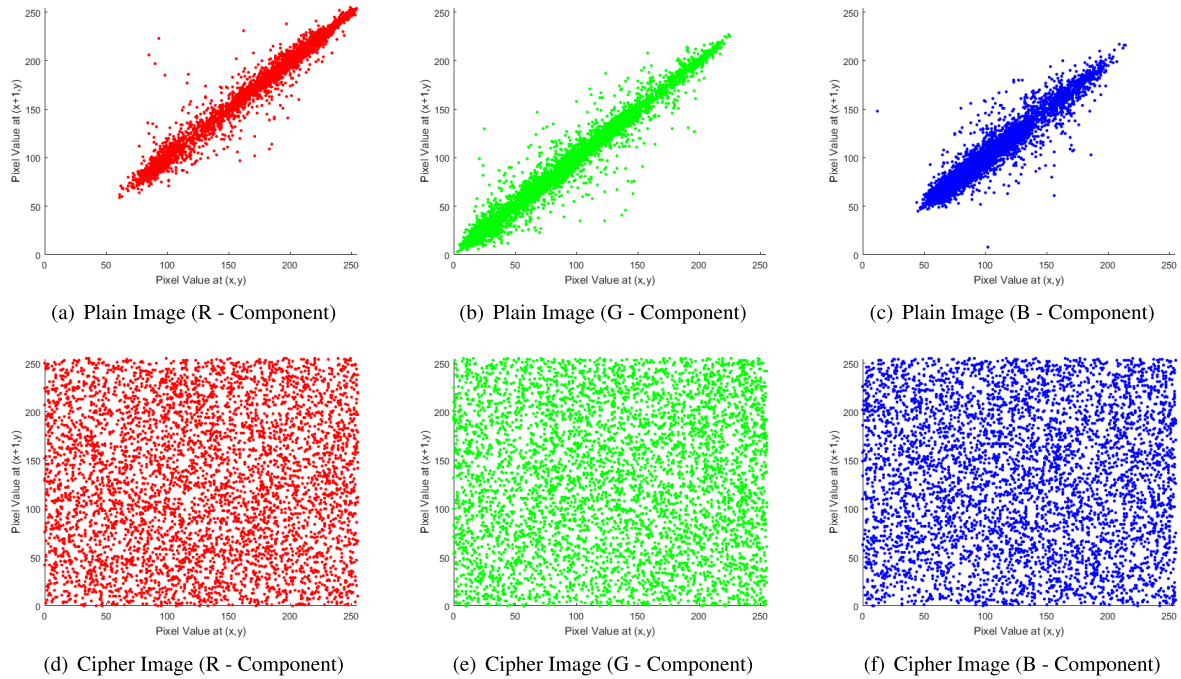 250
200
150
100
50
0
Pixel Value at (x+1,y)
0 50 100 150 200 250
Pixel Value at (x,y)
(a) Plain Image (R - Component)
250
200
150
100
50
0
Pixel Value at (x+1,y)
0 50 100 150 200 250
Pixel Value at (x,y)
(b) Plain Image (G - Component)
250
200
150
100
50
0
Pixel Value at (x+1,y)
0 50 100 150 200 250
Pixel Value at (x,y)
(c) Plain Image (B - Component)
250
200
150
100
50
0
Pixel Value at (x+1,y)
0 50 100 150 200 250
Pixel Value at (x,y)
(d) Cipher Image (R - Component)
250
200
150
100
50
0
Pixel Value at (x+1,y)
0 50 100 150 200 250
Pixel Value at (x,y)
(e) Cipher Image (G - Component)
250
200
150
100
50
0
Pixel Value at (x+1,y)
0 50 100 150 200 250
Pixel Value at (x,y)
(f) Cipher Image (B - Component)